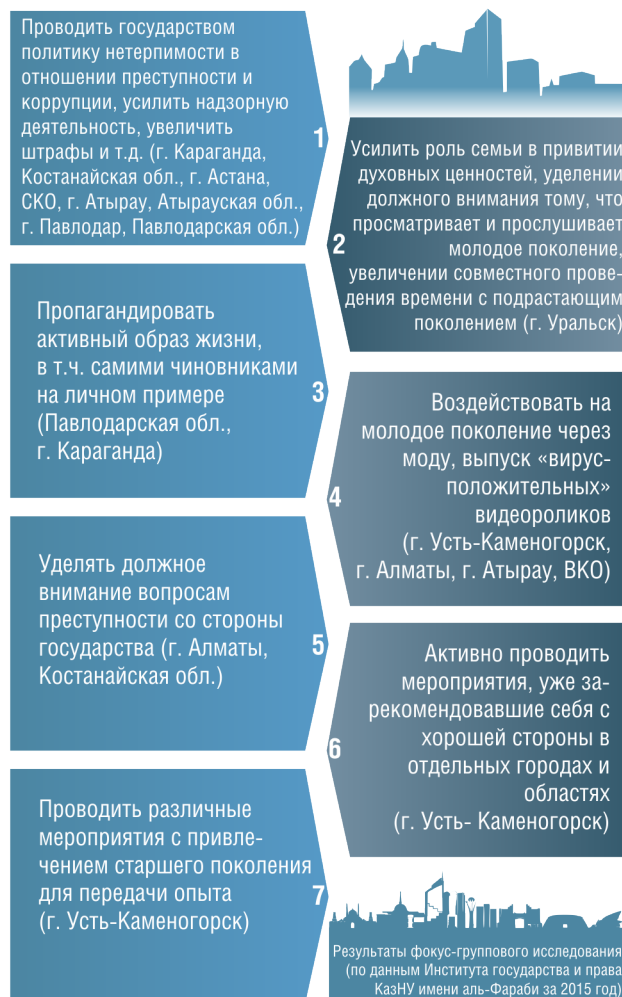 Проводить государством
политику нетерпимости в
отношении преступности и
коррупции, усилить надзорную
деятельность, увеличить
штрафы и т.д. (г. Караганда,
Костанайская обл., г. Астана,
СКО, г. Атырау, Атырауская обл.,
г. Павлодар, Павлодарская обл.)
1
Усилить роль семьи в привитии
духовных ценностей, уделении
должного внимания тому, что
просматривает и прослушивает
молодое поколение,
увеличении совместного прове-
дения времени с подрастающим
поколением (г. Уральск)
2
Пропагандировать
активный образ жизни,
в т.ч. самими чиновниками
на личном примере
(Павлодарская обл.,
г. Караганда)
3
Воздействовать на
молодое поколение через
моду, выпуск «вирус-
положительных»
видеороликов
(г. Усть-Каменогорск,
г. Алматы, г. Атырау, ВКО)
4
Уделять должное
внимание вопросам
преступности со стороны
государства (г. Алматы,
Костанайская обл.)
5
Активно проводить
мероприятия, уже за-
рекомендовавшие себя с
хорошей стороны в
отдельных городах и
областях
(г. Усть- Каменогорск)
6
Проводить различные
мероприятия с привле-
чением старшего поколения
для передачи опыта
(г. Усть-Каменогорск)
7
Результаты фокус-группового исследования
(по данным Института государства и права
КазНУ имени аль-Фараби за 2015 год)